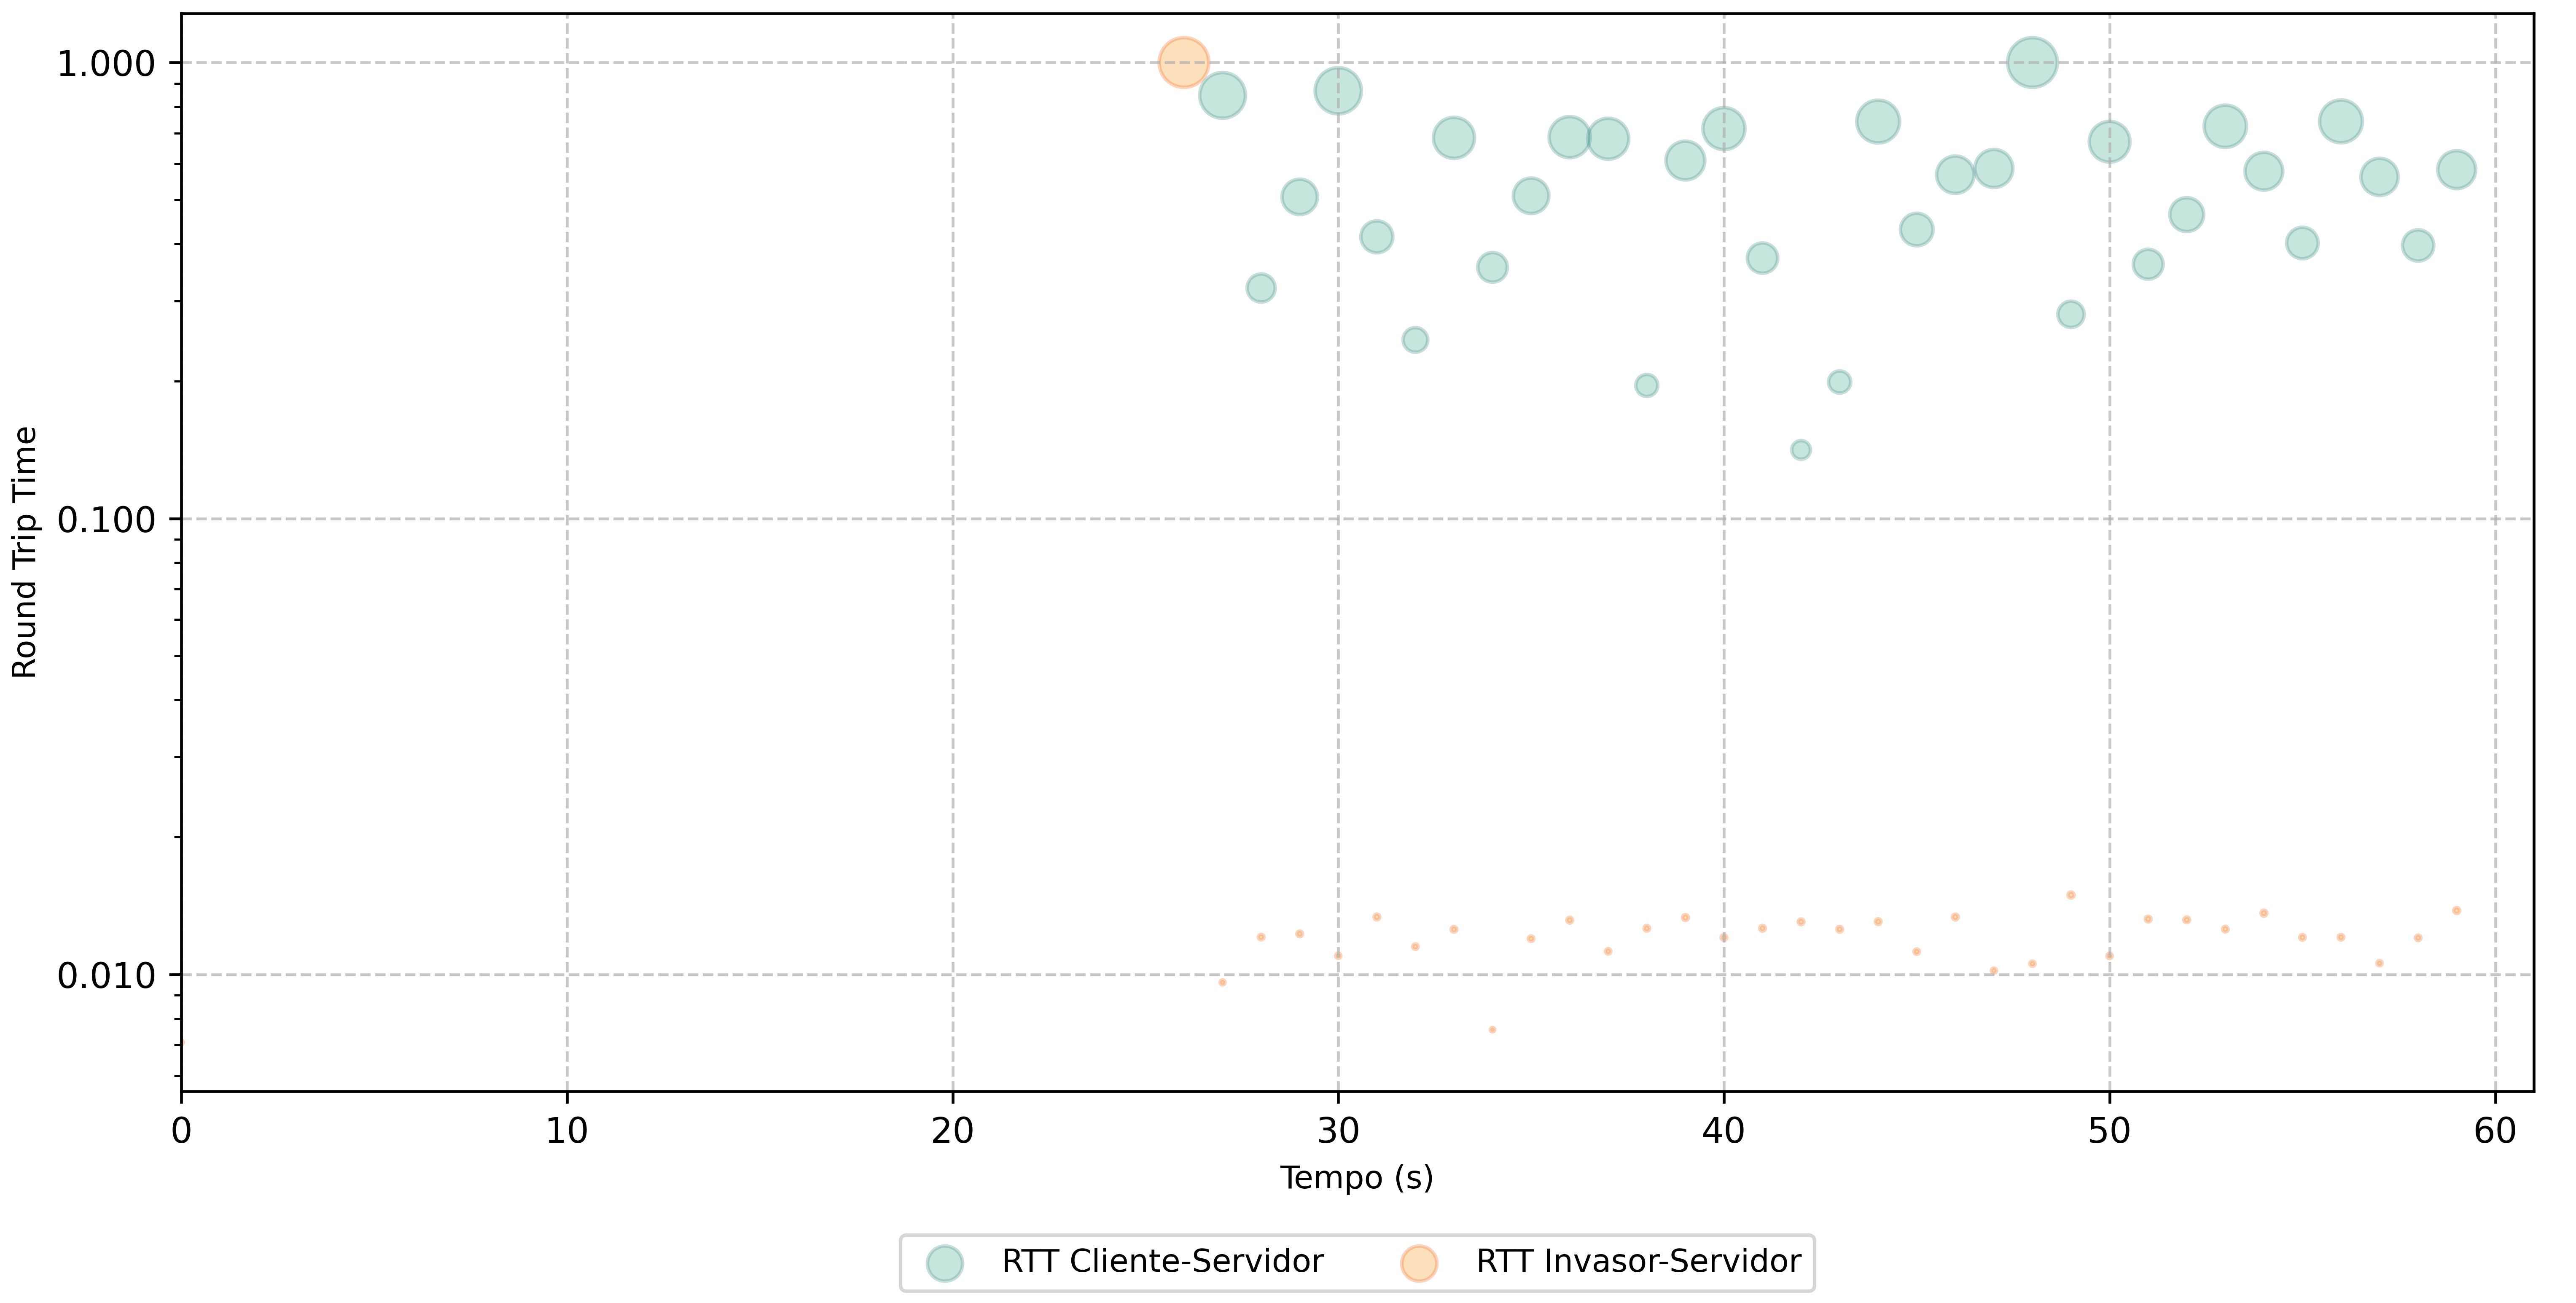 1.000
0.100
0.010
Round Trip Time
0 10 20 30 40 50 60
Tempo (s)
RTT Cliente-Servidor RTT Invasor-Servidor